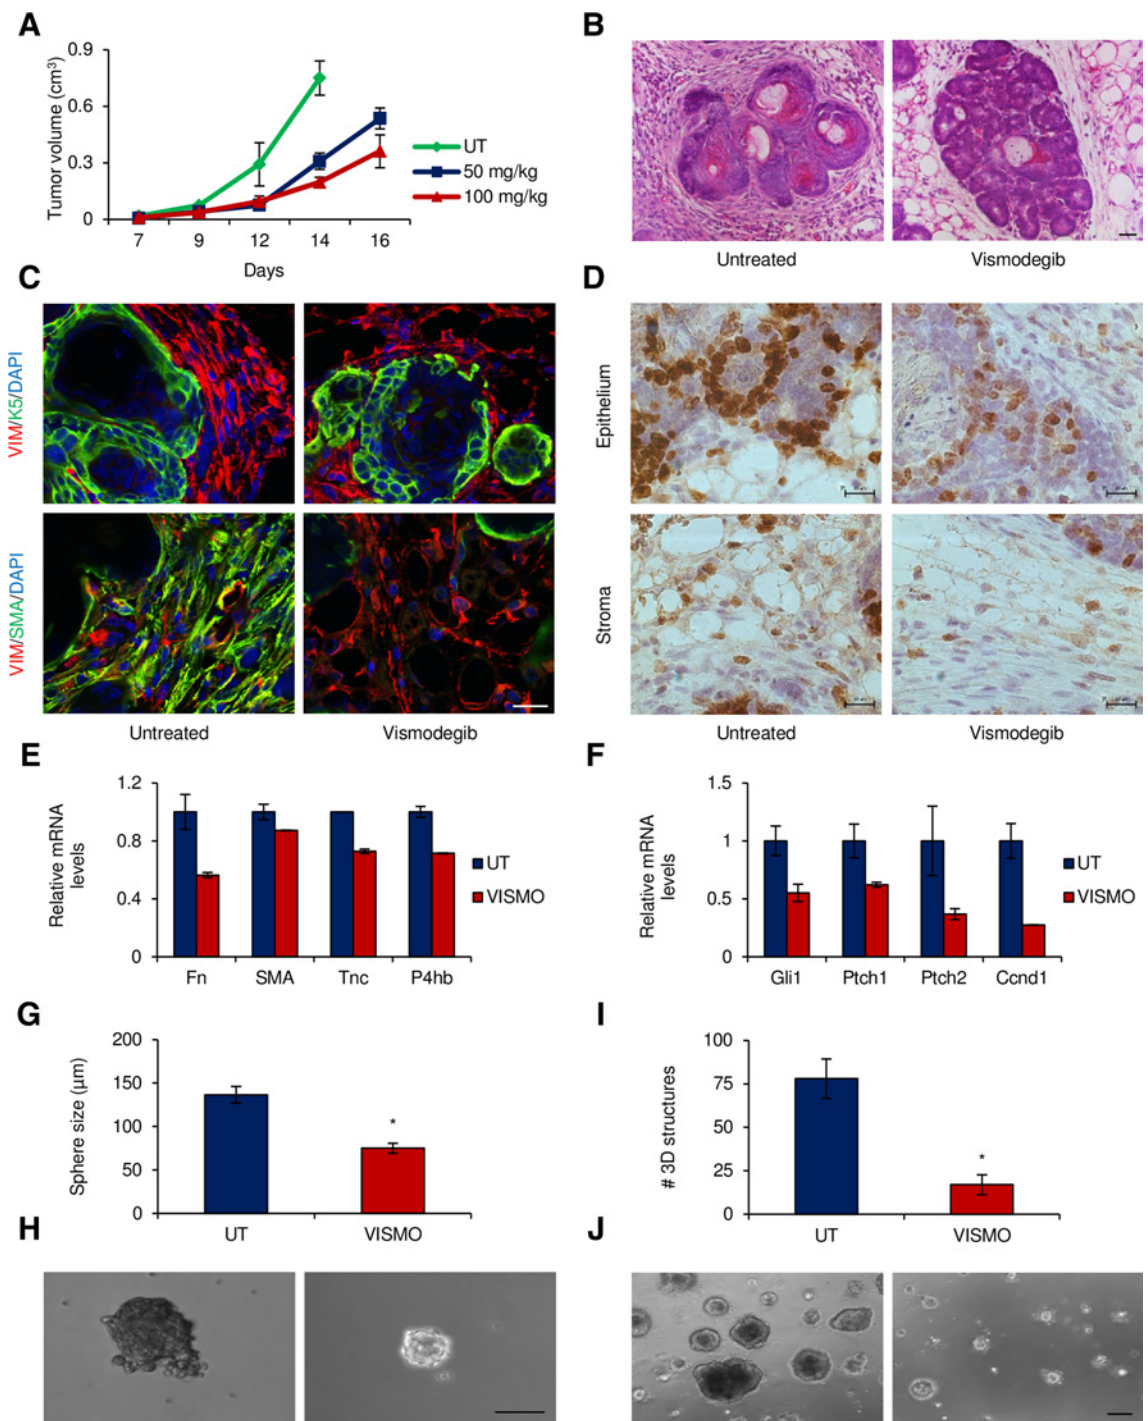 A
Tumor volume (cm³)
0.9
0.6
0.3
0
7 9 12 14 16
Days
UT
50 mg/kg
100 mg/kg
B
Untreated Vismodegib
C
VIM/K5/DAPI
VIM/SMA/DAPI
Untreated Vismodegib
D
Epithelium
Stroma
Untreated Vismodegib
E
Relative mRNA
levels
1.2
0.8
0.4
0
Fn SMA Tnc P4hb
UT
VISMO
F
Relative mRNA
levels
1.5
1
0.5
0
Gli1 Ptch1 Ptch2 Ccnd1
UT
VISMO
G
Sphere size (µm)
200
150
100
50
0
*
UT VISMO
I
# 3D structures
100
75
50
25
0
*
UT VISMO
H
J